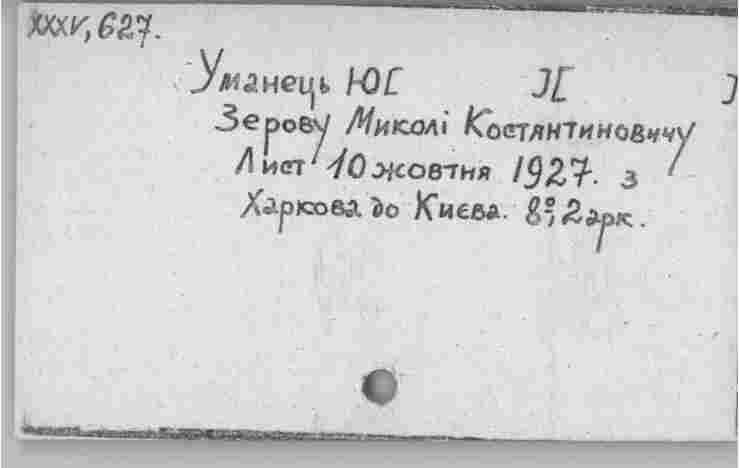 XXXV, 627.
Уманець Ю[ ][ ]
Зерову Миколі Костянтиновичу
Лист 10 жовтня 1927. з
Харкова до Києва. 8°, 2 арк.